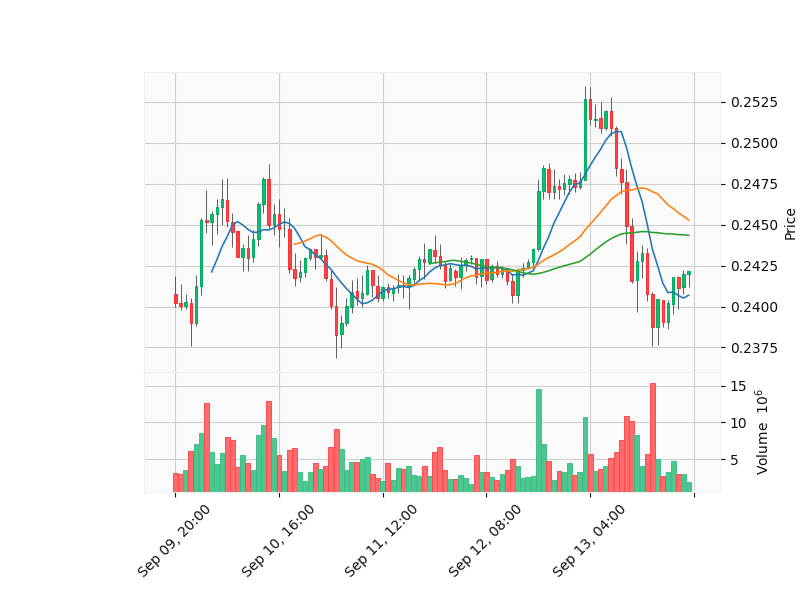 0.2525
0.2500
0.2475
0.2450
0.2425
0.2400
0.2375
Price
15
10
5
Volume 10^6
Sep 09, 20:00
Sep 10, 16:00
Sep 11, 12:00
Sep 12, 08:00
Sep 13, 04:00